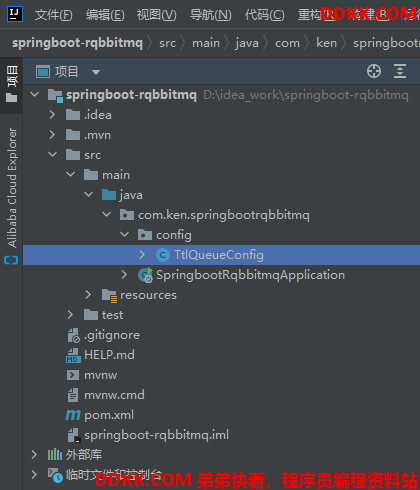 文件(F) 编辑(E) 视图(V) 导航(N) 代码(C) 重构(R) 构建(B)
DDKK.COM
springboot-rqbbitmq 〉 src 〉 main 〉 java 〉 com 〉 ken 〉 springbootr
项目
项目
Alibaba Cloud Explorer
springboot-rqbbitmq D:\idea_work\springboot-rqbbitmq
.idea
.mvn
src
main
java
com.ken.springbootrqbbitmq
config
TtlQueueConfig
SpringbootRqbbitmqApplication
resources
test
.gitignore
HELP.md
mvnw
mvnw.cmd
pom.xml
springboot-rqbbitmq.iml
外部库
临时文件和控制台
DDKK.COM 弟弟快看，程序员编程资料站